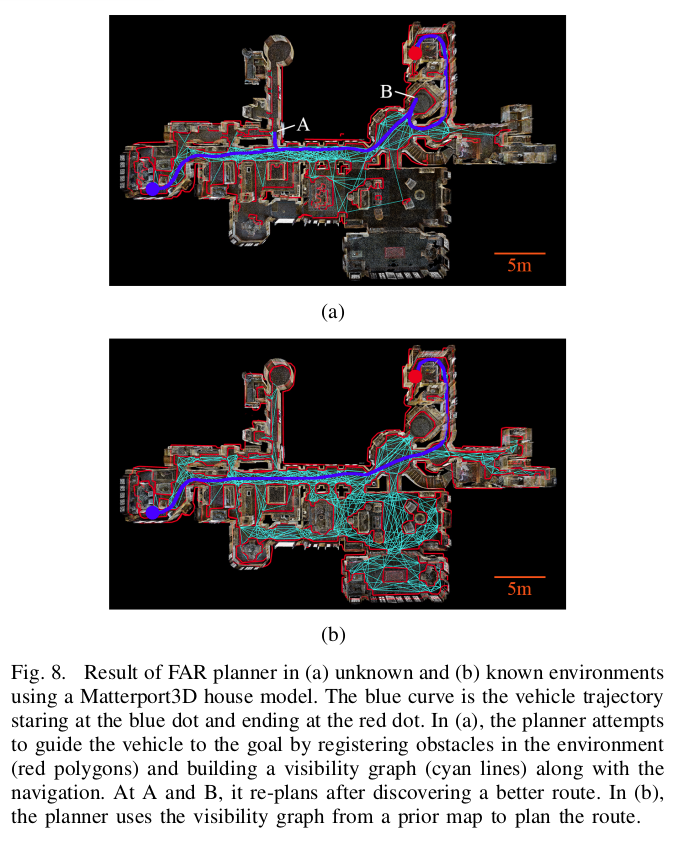 A
B
5m
(a)
5m
(b)
Fig. 8. Result of FAR planner in (a) unknown and (b) known environments
using a Matterport3D house model. The blue curve is the vehicle trajectory
staring at the blue dot and ending at the red dot. In (a), the planner attempts
to guide the vehicle to the goal by registering obstacles in the environment
(red polygons) and building a visibility graph (cyan lines) along with the
navigation. At A and B, it re-plans after discovering a better route. In (b),
the planner uses the visibility graph from a prior map to plan the route.